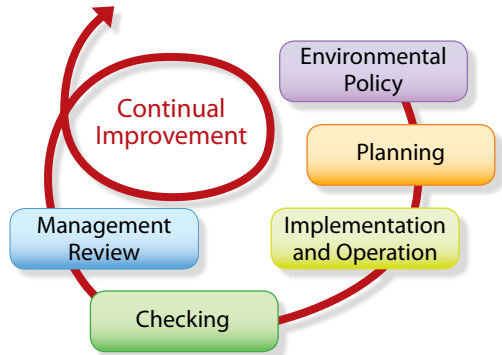 Environmental
Policy
Continual
Improvement
Planning
Management
Review
Implementation
and Operation
Checking